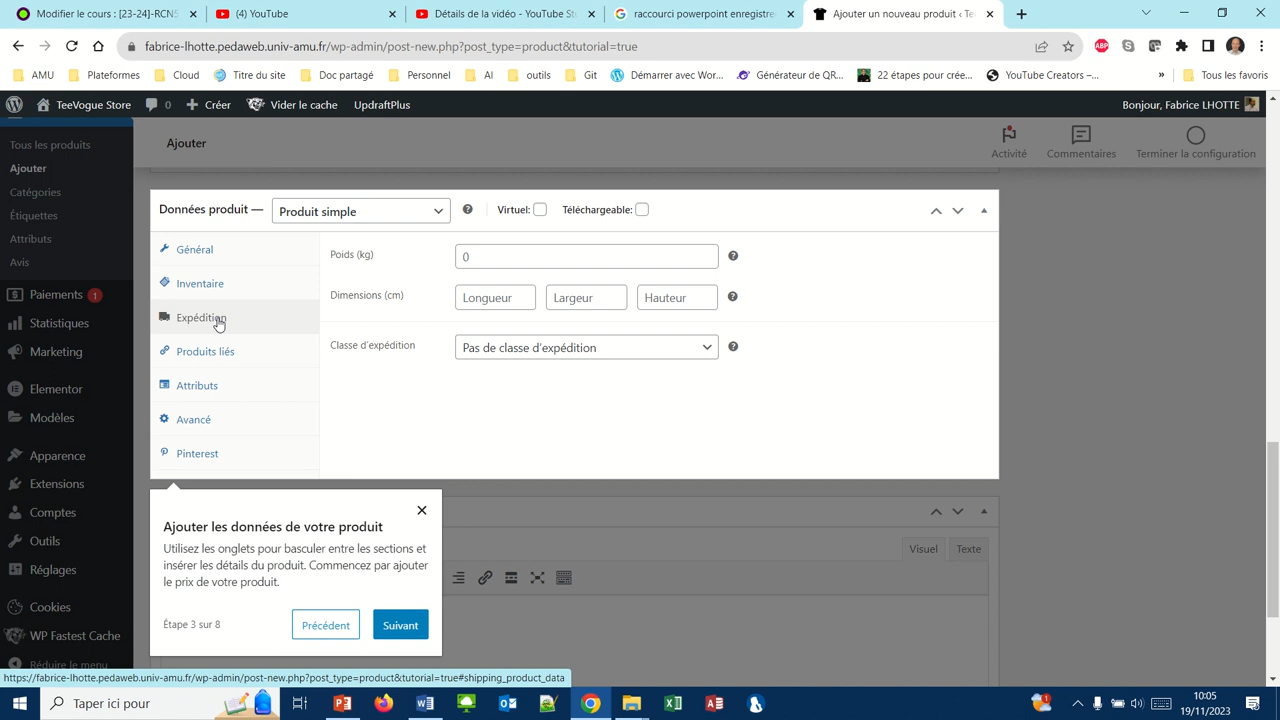 Modifier le cours : [23-24]-RCNS
(4) YouTube
Détails de la vidéo - YouTube St
raccourci powerpoint enregistre
Ajouter un nouveau produit ‹ Te
fabrice-lhotte.pedaweb.univ-amu.fr/wp-admin/post-new.php?post_type=product&tutorial=true
ABP
AMU
Plateformes
Cloud
Titre du site
Doc partagé
Personnel
AI
outils
Git
Démarrer avec Wor...
Générateur de QR...
22 étapes pour crée...
YouTube Creators –...
»
Tous les favoris
TeeVogue Store
0
Créer
Vider le cache
UpdraftPlus
Bonjour, Fabrice LHOTTE
Tous les produits
Ajouter
Catégories
Étiquettes
Attributs
Avis
Paiements 1
Statistiques
Marketing
Elementor
Modèles
Apparence
Extensions
Comptes
Outils
Réglages
Cookies
WP Fastest Cache
Réduire le menu
Ajouter
Activité
Commentaires
Terminer la configuration
Données produit —
Produit simple
Virtuel:
Téléchargeable:
Général
Inventaire
Expédition
Produits liés
Attributs
Avancé
Pinterest
Poids (kg)
0
Dimensions (cm)
Longueur
Largeur
Hauteur
Classe d'expédition
Pas de classe d'expédition
Ajouter les données de votre produit
Utilisez les onglets pour basculer entre les sections et
insérer les détails du produit. Commencez par ajouter
le prix de votre produit.
Étape 3 sur 8
Précédent
Suivant
Visuel
Texte
https://fabrice-lhotte.pedaweb.univ-amu.fr/wp-admin/post-new.php?post_type=product&tutorial=true#shipping_product_data
Taper ici pour
10:05
19/11/2023